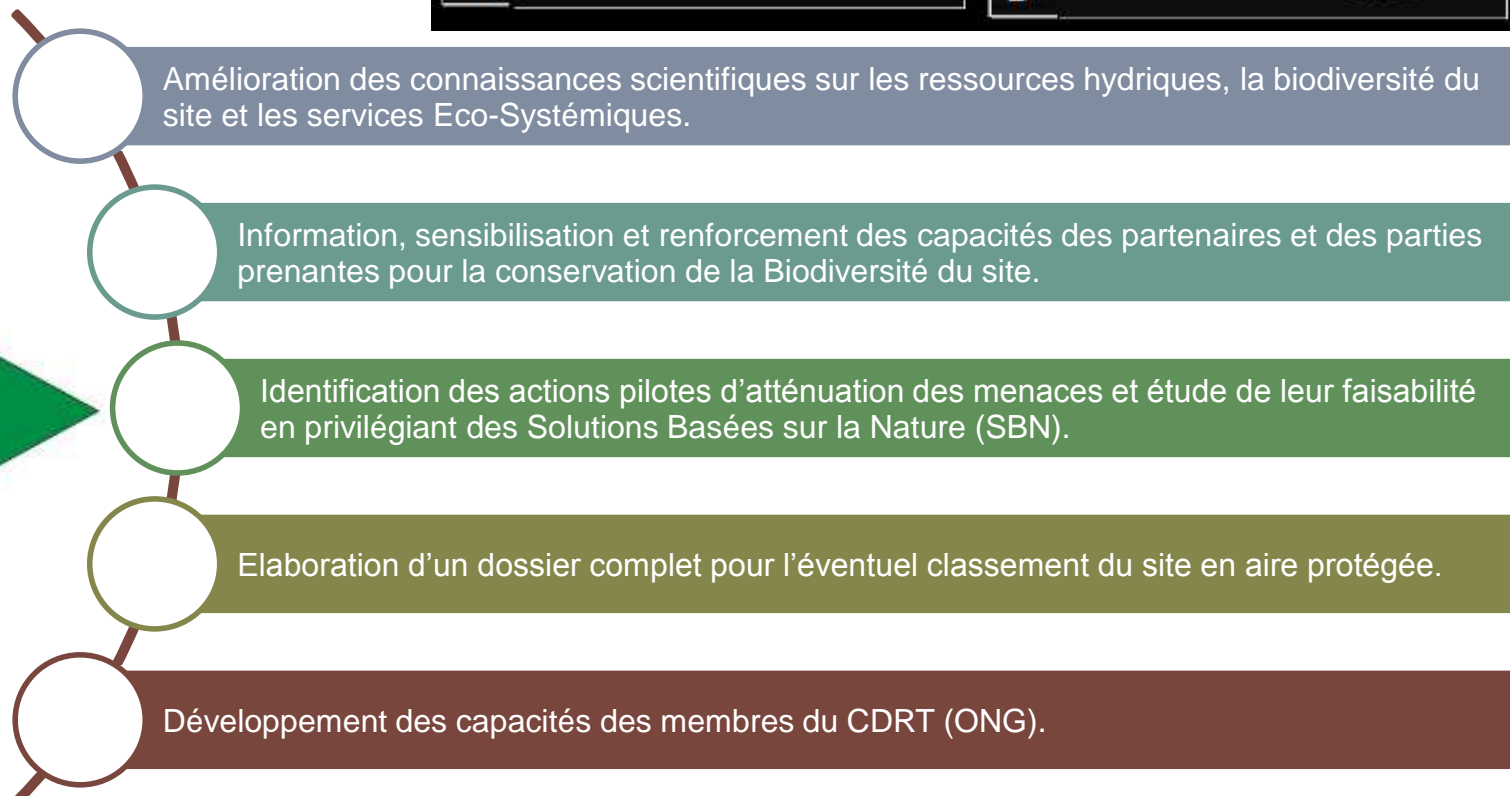 Amélioration des connaissances scientifiques sur les ressources hydriques, la biodiversité du
site et les services Eco-Systémiques.
Information, sensibilisation et renforcement des capacités des partenaires et des parties
prenantes pour la conservation de la Biodiversité du site.
Identification des actions pilotes d’atténuation des menaces et étude de leur faisabilité
en privilégiant des Solutions Basées sur la Nature (SBN).
Elaboration d’un dossier complet pour l’éventuel classement du site en aire protégée.
Développement des capacités des membres du CDRT (ONG).